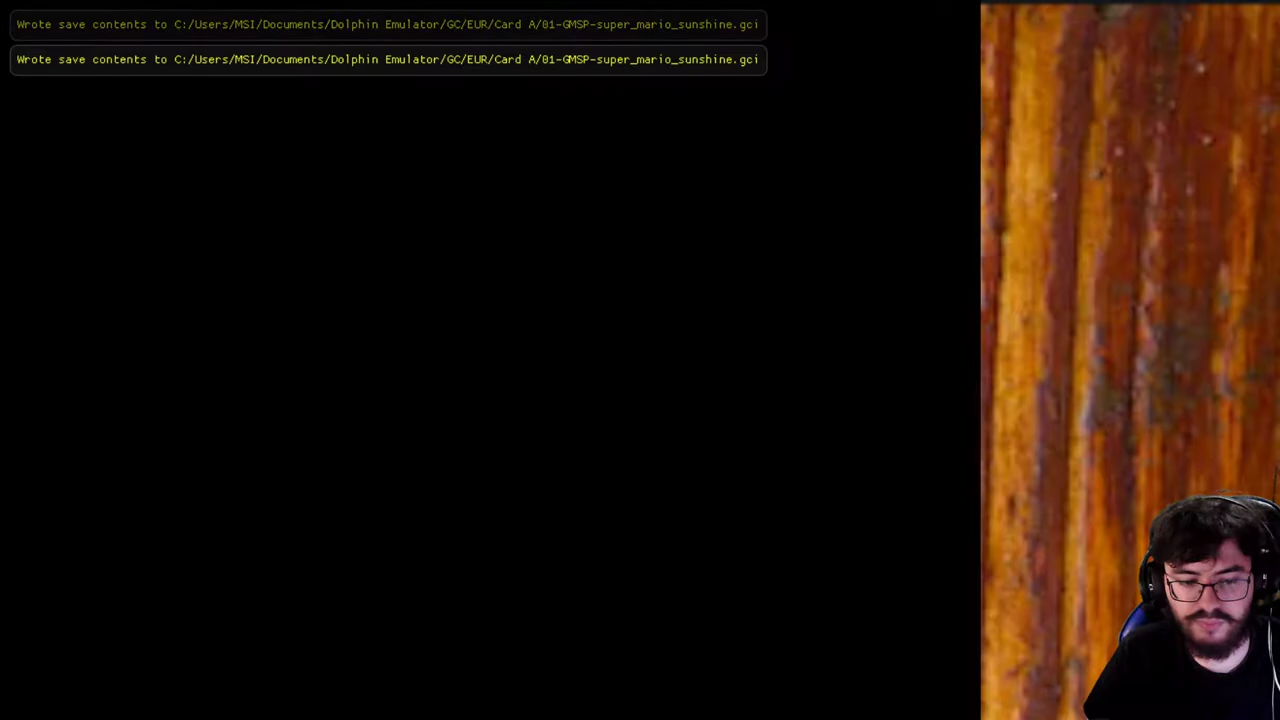 Wrote save contents to C:/Users/MSI/Documents/Dolphin Emulator/GC/EUR/Card A/01-GMSP-super_mario_sunshine.gci
Wrote save contents to C:/Users/MSI/Documents/Dolphin Emulator/GC/EUR/Card A/01-GMSP-super_mario_sunshine.gci